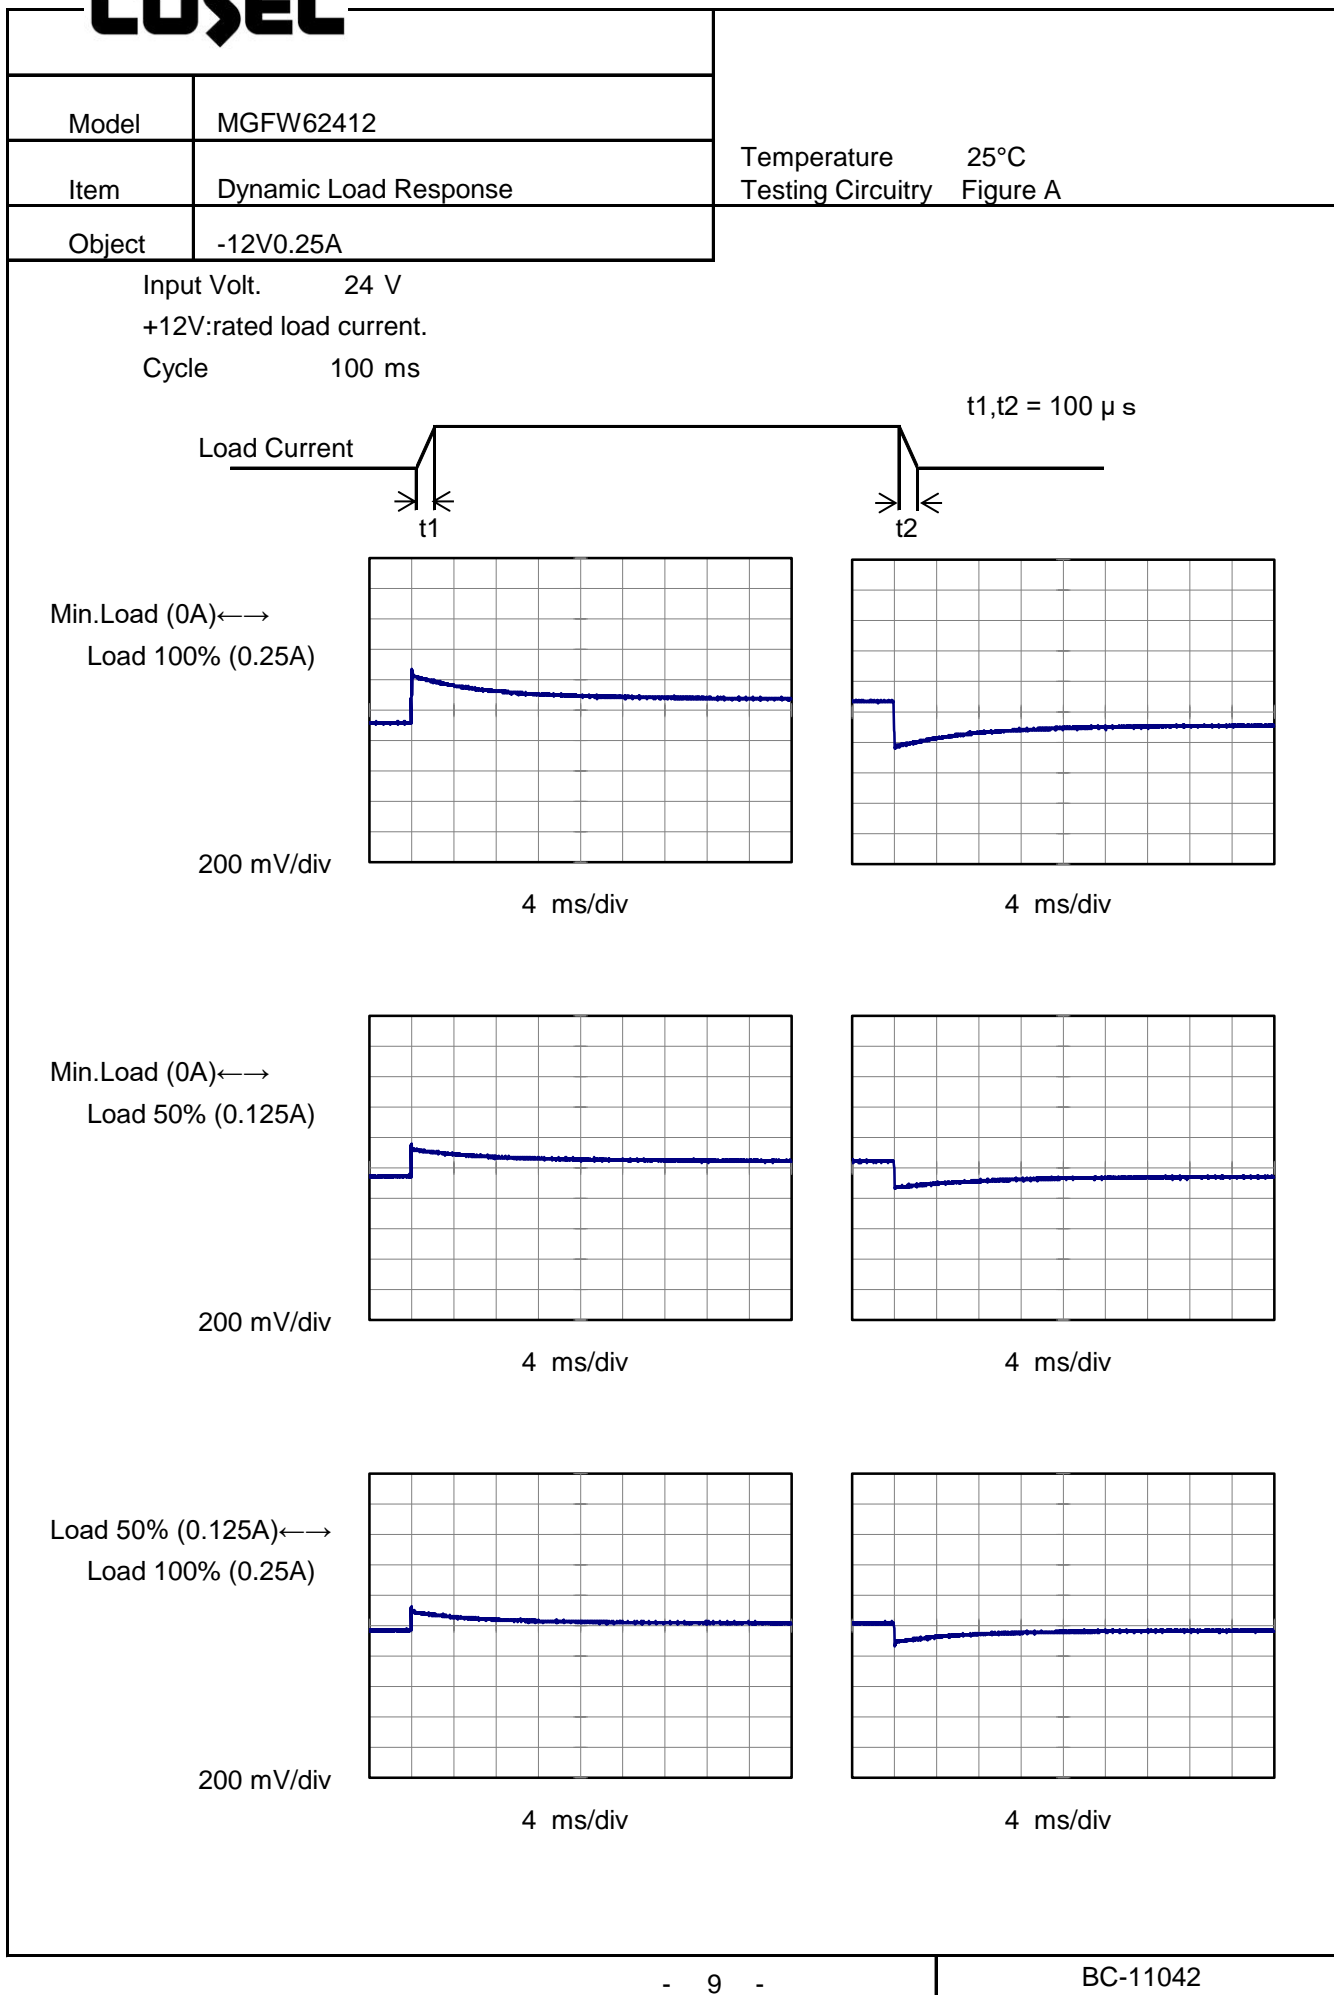 COSEL
Model MGFW62412
Temperature 25°C
Item Dynamic Load Response
Testing Circuitry Figure A
Object -12V0.25A
Input Volt. 24 V
+12V:rated load current.
Cycle 100 ms
t1,t2 = 100 μ s
Load Current
t1 t2
Min.Load (0A)←→
Load 100% (0.25A)
200 mV/div
4 ms/div 4 ms/div
Min.Load (0A)←→
Load 50% (0.125A)
200 mV/div
4 ms/div 4 ms/div
Load 50% (0.125A)←→
Load 100% (0.25A)
200 mV/div
4 ms/div 4 ms/div
- 9 - BC-11042